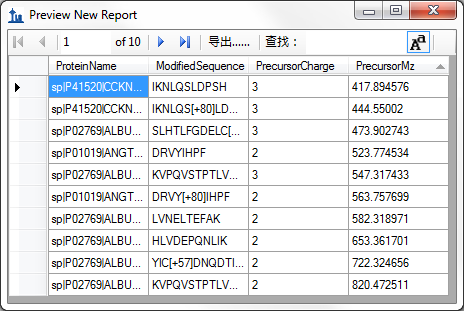 Preview New Report
1 of 10 导出...... 查找： Aa
ProteinName ModifiedSequence PrecursorCharge PrecursorMz
sp|P41520|CCKN... IKNLQSLDPSH 3 417.894576
sp|P41520|CCKN... IKNLQS[+80]LD... 3 444.55002
sp|P02769|ALBU... SLHTLFGDELC[... 3 473.902743
sp|P01019|ANGT... DRVYIHPF 2 523.774534
sp|P02769|ALBU... KVPQVSTPTLV... 3 547.317433
sp|P01019|ANGT... DRVY[+80]IHPF 2 563.757699
sp|P02769|ALBU... LVNELTEFAK 2 582.318971
sp|P02769|ALBU... HLVDEPQNLIK 2 653.361701
sp|P02769|ALBU... YIC[+57]DNQDTI... 2 722.324656
sp|P02769|ALBU... KVPQVSTPTLV... 2 820.472511